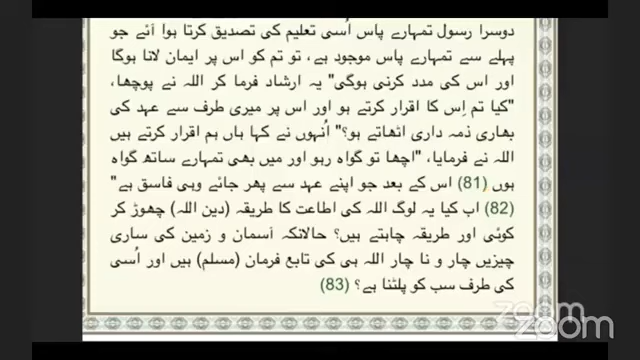 دوسرا رسول تمہارے پاس اُسی تعلیم کی تصدیق کرتا ہوا آئے جو
پہلے سے تمہارے پاس موجود ہے، تو تم کو اس پر ایمان لانا ہوگا
اور اس کی مدد کرنی ہوگی" یہ ارشاد فرما کر اللہ نے پوچھا،
"کیا تم اِس کا اقرار کرتے ہو اور اس پر میری طرف سے عہد کی
بھاری ذمہ داری اٹھاتے ہو؟" اُنہوں نے کہا ہاں ہم اقرار کرتے ہیں
اللہ نے فرمایا، "اچھا تو گواہ رہو اور میں بھی تمہارے ساتھ گواہ
ہوں (81) اس کے بعد جو اپنے عہد سے پھر جائے وہی فاسق ہے"
(82) اب کیا یہ لوگ اللہ کی اطاعت کا طریقہ (دین اللہ) چھوڑ کر
کوئی اور طریقہ چاہتے ہیں؟ حالانکہ آسمان و زمین کی ساری
چیزیں چار و نا چار اللہ ہی کی تابع فرمان (مسلم) ہیں اور اُسی
کی طرف سب کو پلٹنا ہے؟ (83)
zoom
zoom